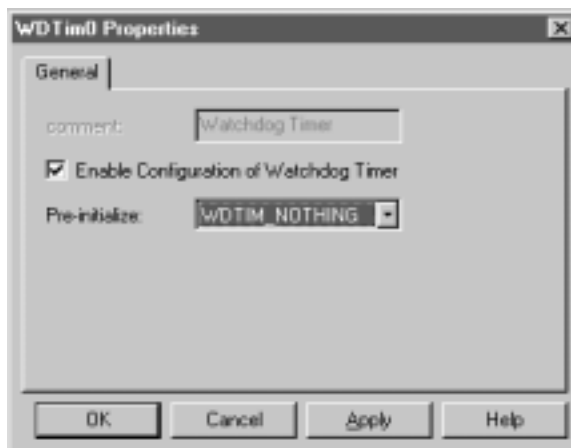 WDTim0 Properties
General
comment: Watchdog Timer
Enable Configuration of Watchdog Timer
Pre-initialize: WDTIM_NOTHING
OK Cancel Apply Help